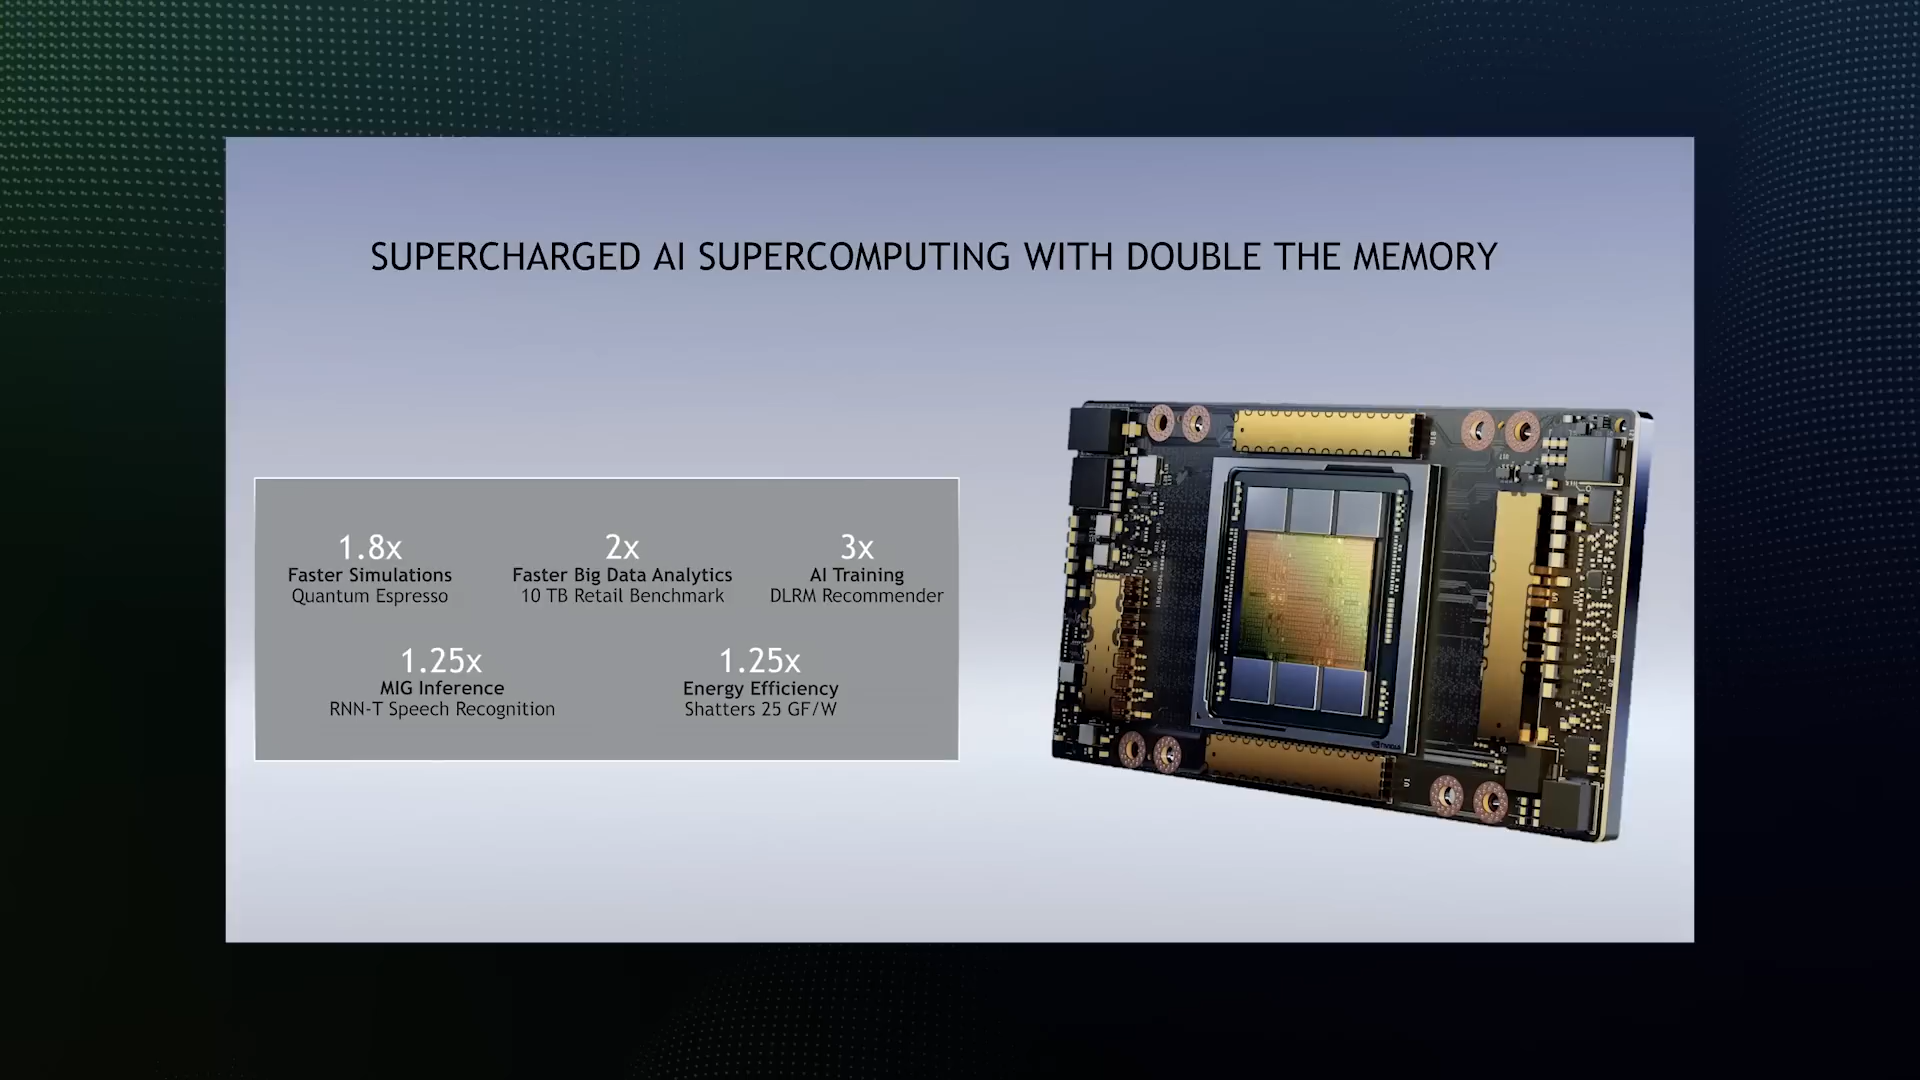 SUPERCHARGED AI SUPERCOMPUTING WITH DOUBLE THE MEMORY
1.8x
Faster Simulations
Quantum Espresso
2x
Faster Big Data Analytics
10 TB Retail Benchmark
3x
AI Training
DLRM Recommender
1.25x
MIG Inference
RNN-T Speech Recognition
1.25x
Energy Efficiency
Shatters 25 GF/W
NVIDIA